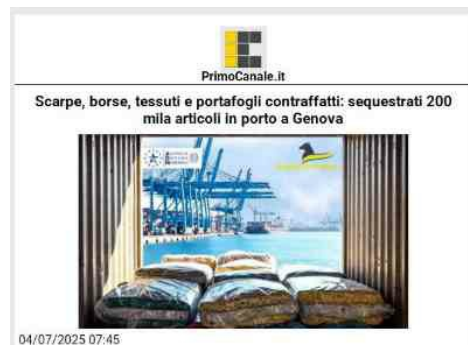 PrimoCanale.it
Scarpe, borse, tessuti e portafogli contraffatti: sequestrati 200
mila articoli in porto a Genova
04/07/2025 07:45